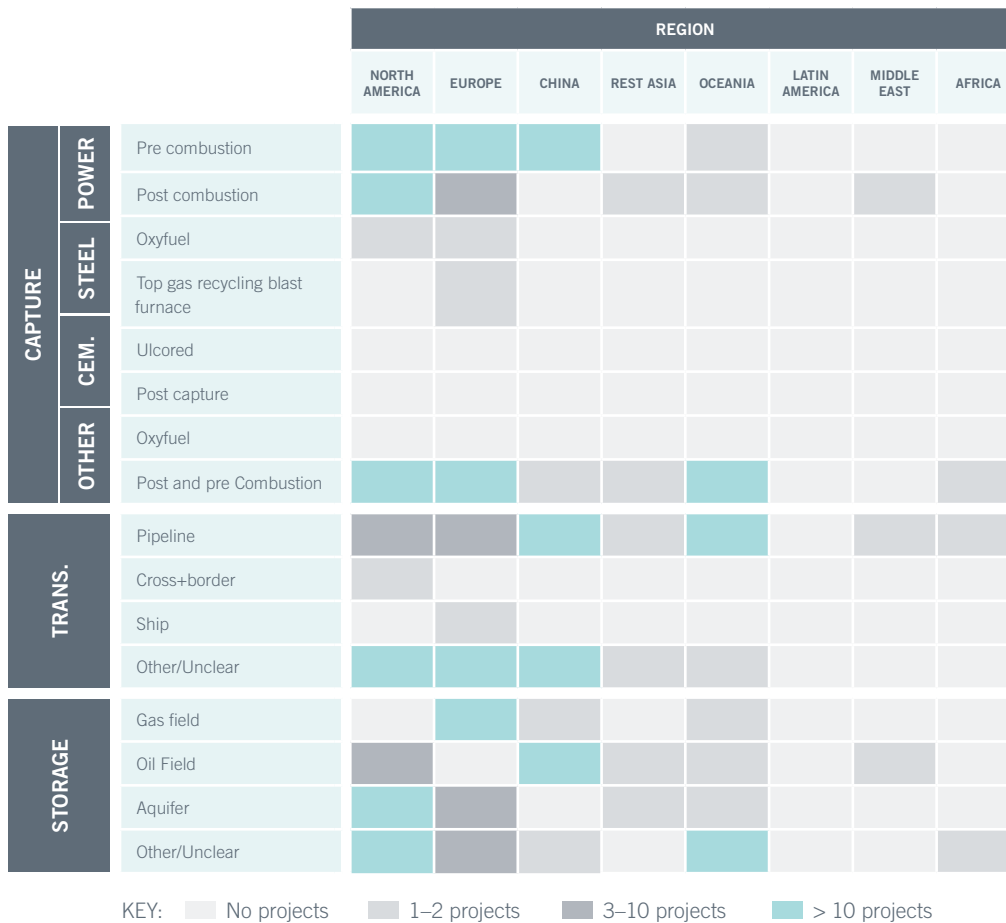 REGION
NORTH AMERICA
EUROPE
CHINA
REST ASIA
OCEANIA
LATIN AMERICA
MIDDLE EAST
AFRICA
CAPTURE
POWER
Pre combustion
Post combustion
STEEL
Oxyfuel
Top gas recycling blast
furnace
CEM.
Ulcored
Post capture
OTHER
Oxyfuel
Post and pre Combustion
TRANS.
Pipeline
Cross+border
Ship
Other/Unclear
STORAGE
Gas field
Oil Field
Aquifer
Other/Unclear
KEY: No projects 1–2 projects 3–10 projects > 10 projects